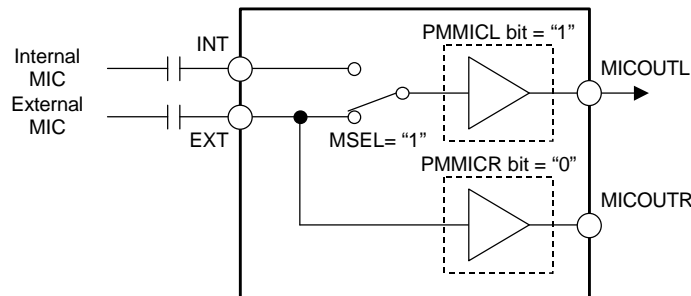 PMMICL bit = “1”
INT
MICOUTL
Internal
MIC
External
MIC
EXT
MSEL= “1”
PMMICR bit = “0”
MICOUTR